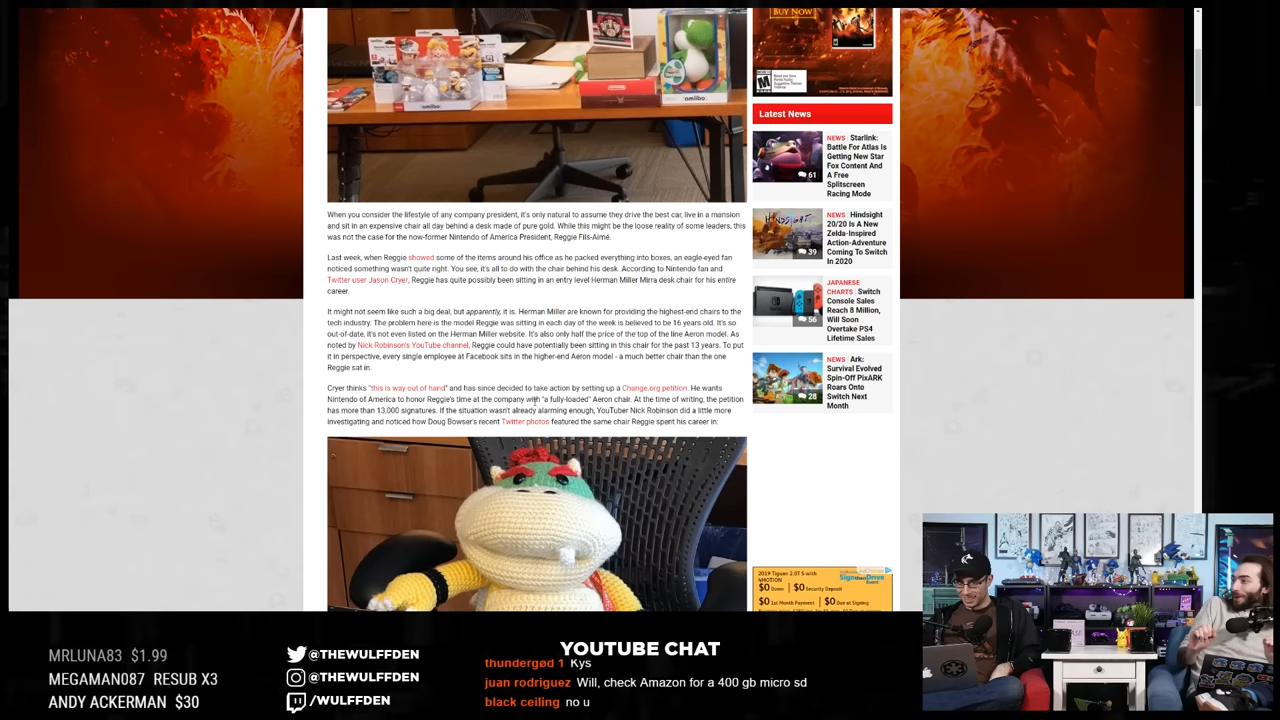 BUY NOW
amiibo
amiibo
Latest News
NEWS Starlink:
Battle For Atlas Is
Getting New Star
Fox Content And
A Free
Splitscreen
Racing Mode
61
NEWS Hindsight
20/20 Is A New
Zelda-Inspired
Action-Adventure
Coming To Switch
In 2020
39
JAPANESE
CHARTS Switch
Console Sales
Reach 8 Million,
Will Soon
Overtake PS4
Lifetime Sales
56
NEWS Ark:
Survival Evolved
Spin-Off PixARK
Roars Onto
Switch Next
Month
28
When you consider the lifestyle of any company president, it's only natural to assume they drive the best car, live in a mansion
and sit in an expensive chair all day behind a desk made of pure gold. While this might be the loose reality of some leaders, this
was not the case for the now-former Nintendo of America President, Reggie Fils-Aimé.
Last week, when Reggie showed some of the items around his office as he packed everything into boxes, an eagle-eyed fan
noticed something wasn't quite right. You see, it's all to do with the chair behind his desk. According to Nintendo fan and
Twitter user Jason Cryer, Reggie has quite possibly been sitting in an entry level Herman Miller Mirra desk chair for his entire
career.
It might not seem like such a big deal, but apparently, it is. Herman Miller are known for providing the highest-end chairs to the
tech industry. The problem here is the model Reggie was sitting in each day of the week is believed to be 16 years old. It's so
out-of-date, it's not even listed on the Herman Miller website. It's also only half the price of the top of the line Aeron model. As
noted by Nick Robinson's YouTube channel, Reggie could have potentially been sitting in this chair for the past 13 years. To put
it in perspective, every single employee at Facebook sits in the higher-end Aeron model - a much better chair than the one
Reggie sat in.
Cryer thinks "this is way out of hand" and has since decided to take action by setting up a Change.org petition. He wants
Nintendo of America to honor Reggie's time at the company with "a fully-loaded" Aeron chair. At the time of writing, the petition
has more than 13,000 signatures. If the situation wasn't already alarming enough, YouTuber Nick Robinson did a little more
investigating and noticed how Doug Bowser's recent Twitter photos featured the same chair Reggie spent his career in:
2019 Tiguan 2.0T S with
4MOTION
$0 Down $0 Security Deposit
$0 1st Month Payment $0 Due at Signing
Sign then Drive
Event
MRLUNA83 $1.99
MEGAMAN087 RESUB X3
ANDY ACKERMAN $30
@THEWULFFDEN
@THEWULFFDEN
/WULFFDEN
YOUTUBE CHAT
thundergød 1 Kys
juan rodriguez Will, check Amazon for a 400 gb micro sd
black ceiling no u